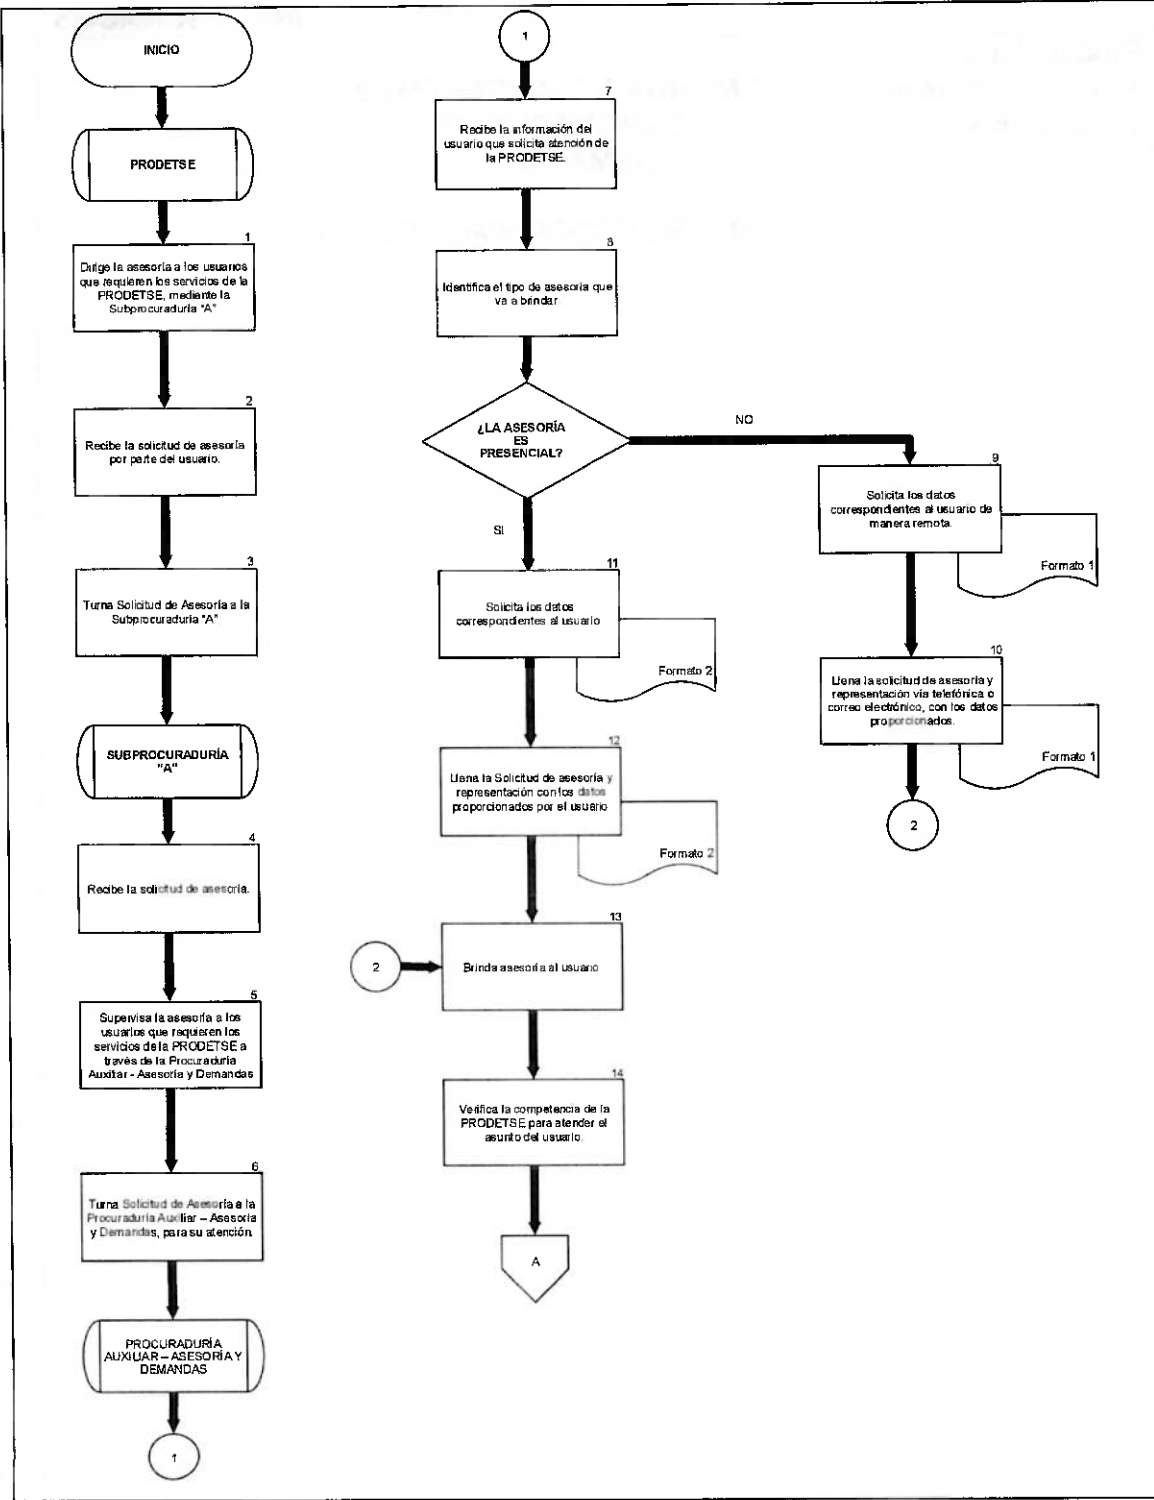 INICIO
PRODETSE
1
Dirige la asesoría a los usuarios
que requieren los servicios de la
PRODETSE, mediante la
Subprocuraduría "A"
2
Recibe la solicitud de asesoría
por parte del usuario.
3
Turna Solicitud de Asesoría a la
Subprocuraduría "A"
SUBPROCURADURÍA
"A"
4
Recibe la solicitud de asesoría.
5
Supervisa la asesoría a los
usuarios que requieren los
servicios de la PRODETSE a
través de la Procuraduría
Auxiliar - Asesoría y Demandas
6
Turna Solicitud de Asesoría a la
Procuraduría Auxiliar – Asesoría
y Demandas, para su atención.
PROCURADURÍA
AUXILIAR – ASESORÍA Y
DEMANDAS
1
1
7
Recibe la información del
usuario que solicita atención de
la PRODETSE.
8
Identifica el tipo de asesoría que
va a brindar.
¿LA ASESORÍA
ES
PRESENCIAL?
NO
SI
9
Solicita los datos
correspondientes al usuario de
manera remota.
Formato 1
10
Llena la solicitud de asesoría y
representación vía telefónica o
correo electrónico, con los datos
proporcionados.
Formato 1
2
11
Solicita los datos
correspondientes al usuario
Formato 2
12
Llena la Solicitud de asesoría y
representación con los datos
proporcionados por el usuario
Formato 2
2
13
Brinda asesoría al usuario
14
Verifica la competencia de la
PRODETSE para atender el
asunto del usuario.
A